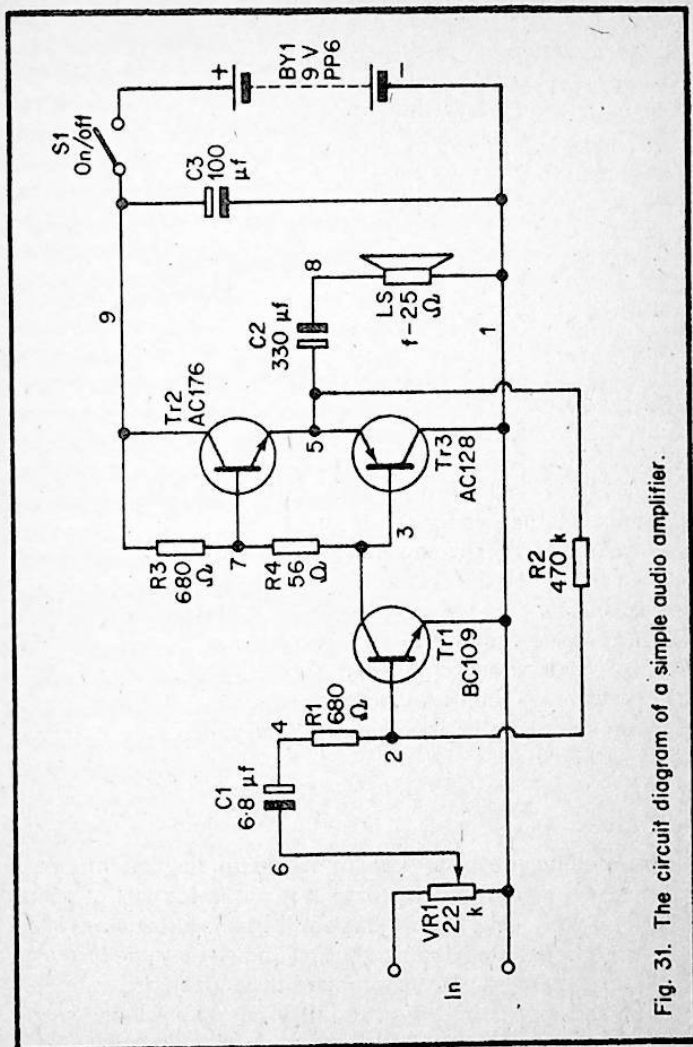 S1
On/off
+
BY1
9 V
PP6
−
C3
100
µf
9
8
LS
f-25
Ω
1
C2
330 µf
Tr2
AC176
5
Tr3
AC128
R3
680
Ω
7
R4
56
Ω
3
Tr1
BC109
R2
470 k
R1
680
Ω
4
2
C1
6·8 µf
6
VR1
22
k
In
Fig. 31. The circuit diagram of a simple audio amplifier.